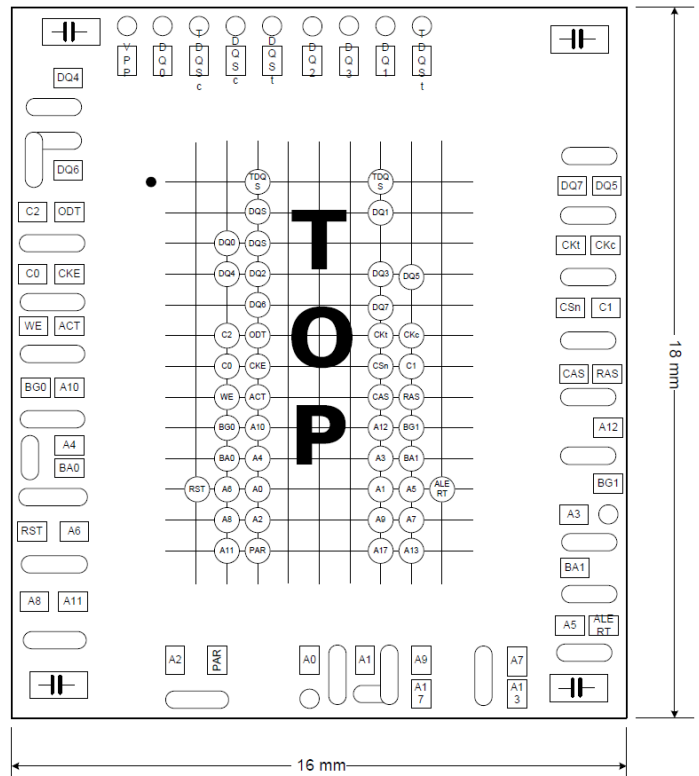 VPP DQ0 TDQSc DQSc DQSt DQ2 DQ3 DQ1 TDQSt
DQ4
DQ6
C2 ODT
C0 CKE
WE ACT
BG0 A10
A4
BA0
RST A6
A8 A11
TDQS TDQS
DQS DQ1
DQ0 DQS
DQ4 DQ2 DQ3 DQ5
DQ6 DQ7
C2 ODT CKt CKc
C0 CKE CSn C1
WE ACT CAS RAS
BG0 A10 A12 BG1
BA0 A4 A3 BA1
RST A6 A0 A1 A5 ALERT
A8 A2 A9 A7
A11 PAR A17 A13
TOP
DQ7 DQ5
CKt CKc
CSn C1
CAS RAS
A12
BG1
A3
BA1
A5 ALERT
A2 PAR A0 A1 A9 A7
A17 A13
18 mm
16 mm